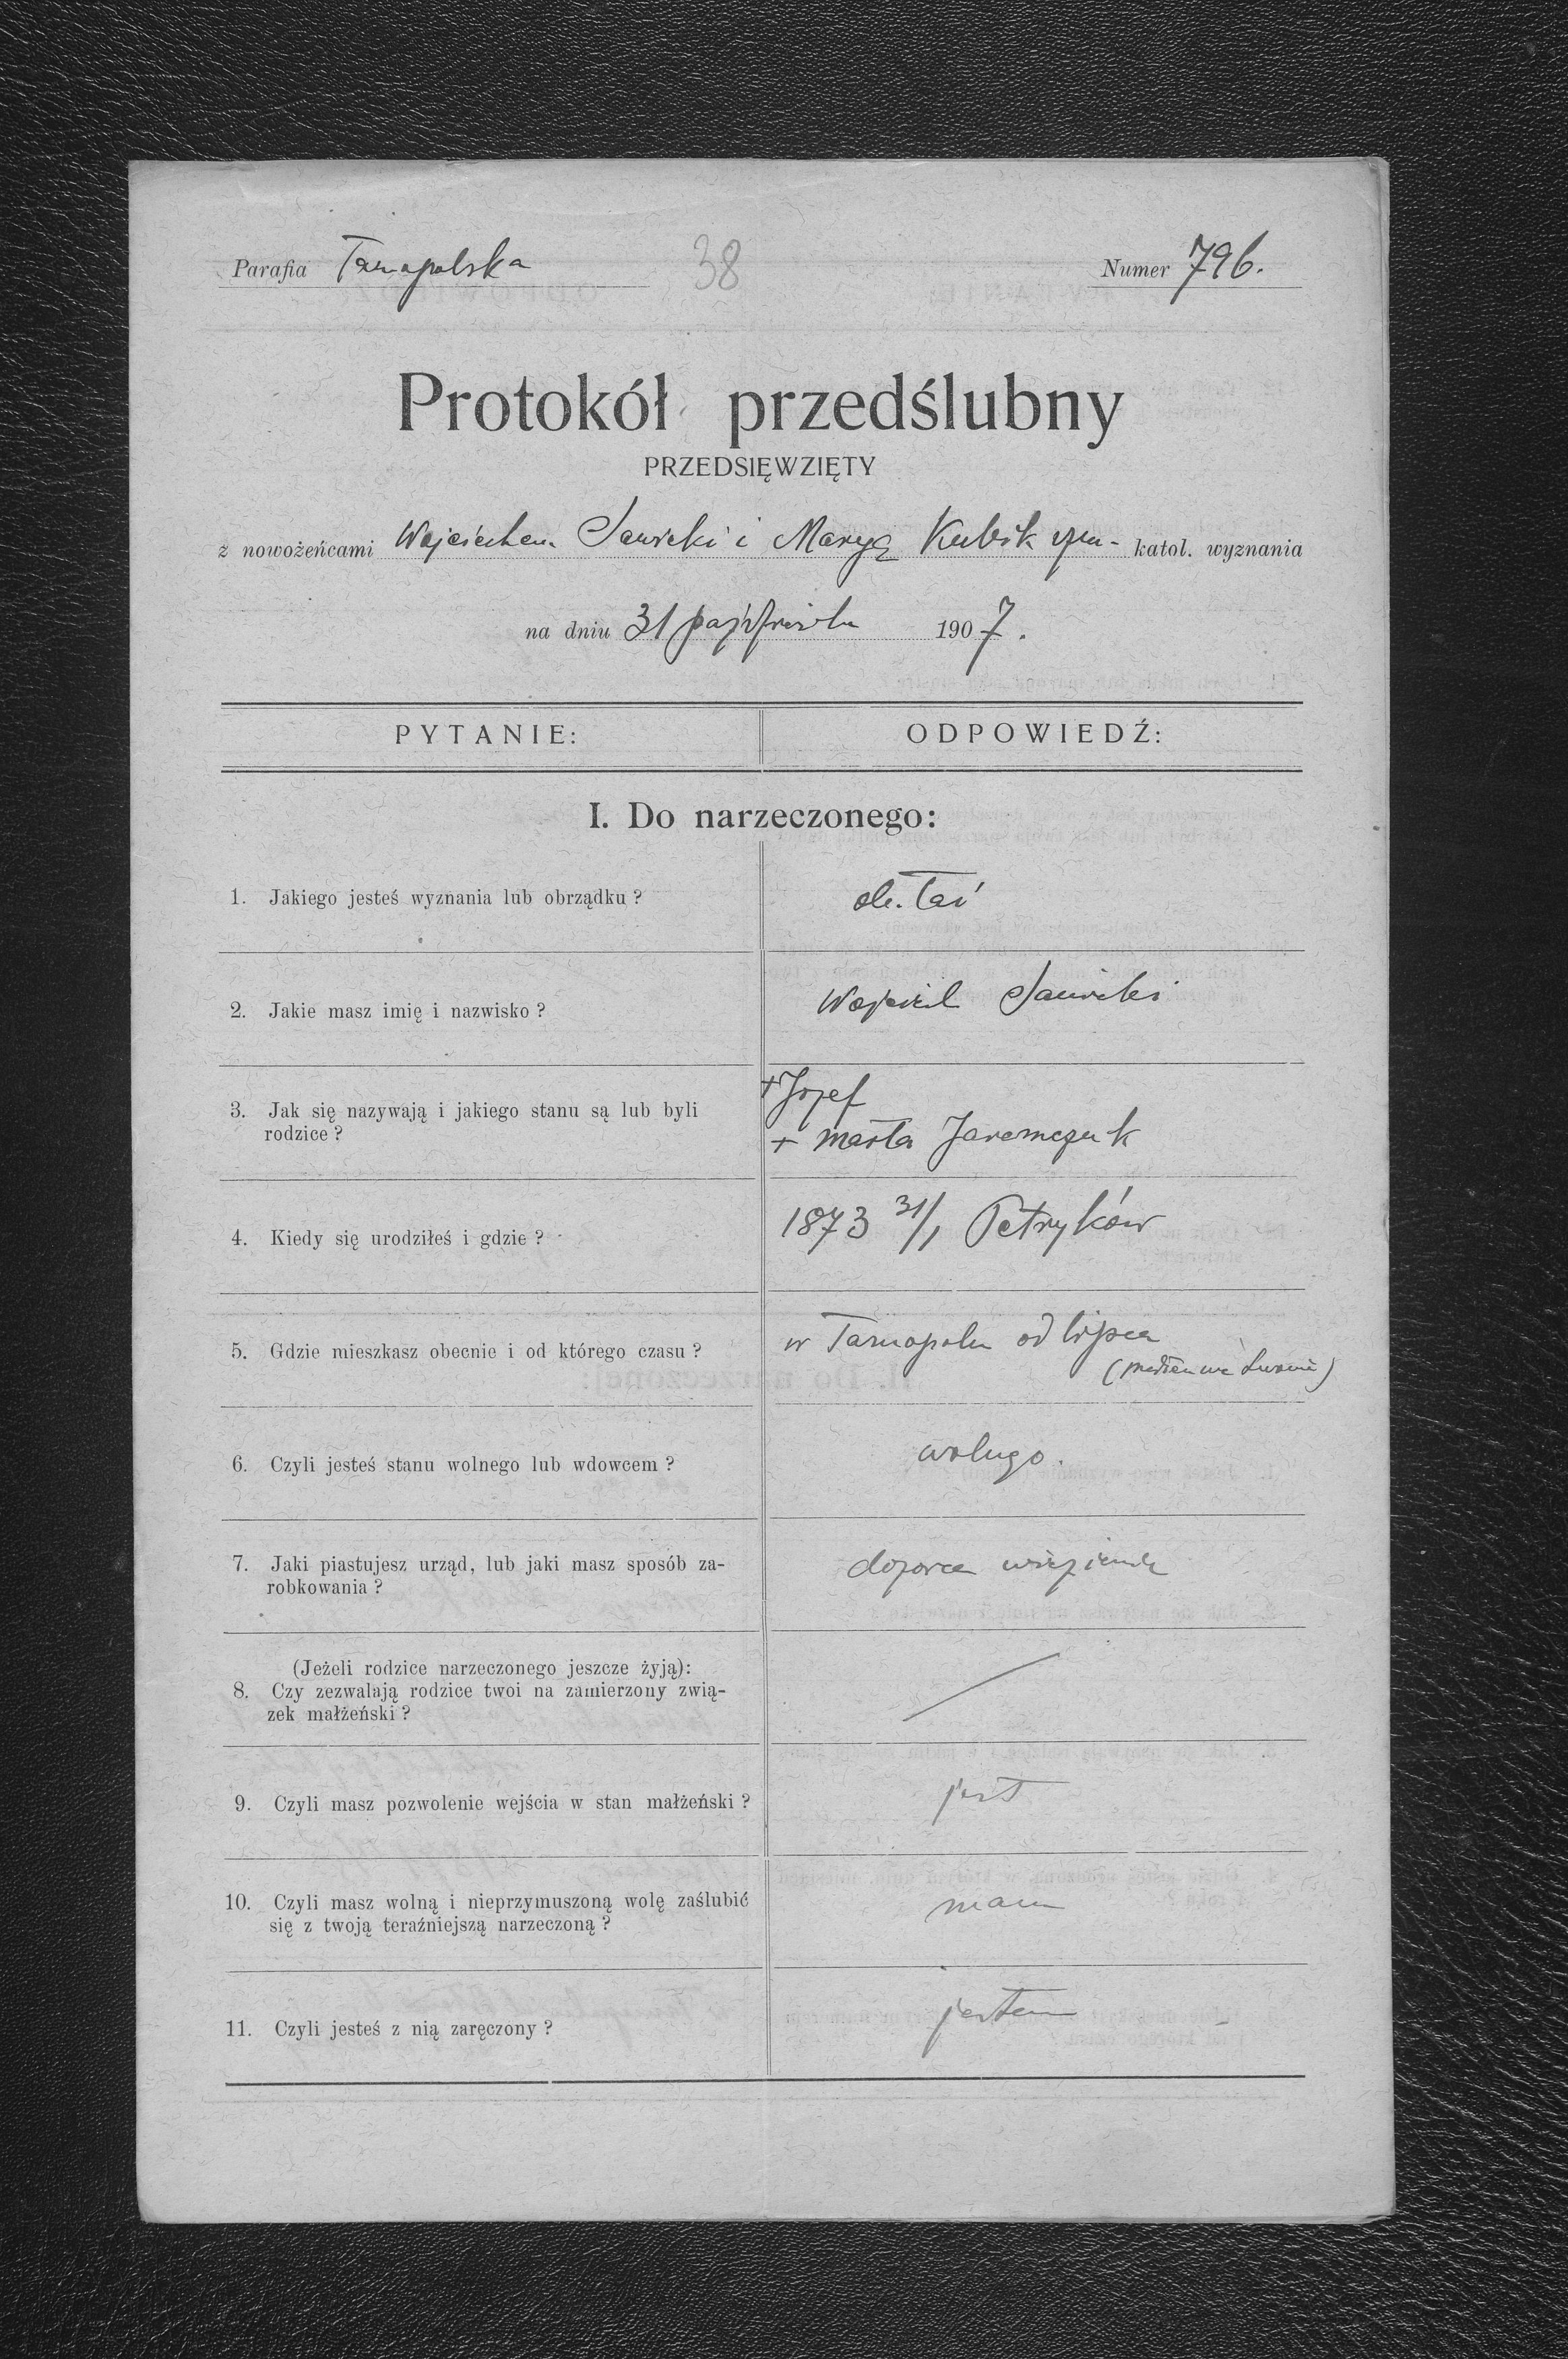 Parafia Tarnopolska 38 Numer 796.
Protokół przedślubny
PRZEDSIĘWZIĘTY
z nowożeńcami Wojciechem Sawicki i Maryą Kubik rzm- katol. wyznania
na dniu 31 października 1907.
PYTANIE: ODPOWIEDŹ:
I. Do narzeczonego:
1. Jakiego jesteś wyznania lub obrządku? ob. łać
2. Jakie masz imię i nazwisko? Wojciech Sawicki
+ Józef
3. Jak się nazywają i jakiego stanu są lub byli
rodzice? + Marta Jaremczuk
4. Kiedy się urodziłeś i gdzie? 1873 31/1 Petryków
5. Gdzie mieszkasz obecnie i od którego czasu? w Tarnopolu od lipca
we Lwowie)
6. Czyli jesteś stanu wolnego lub wdowcem? wolnego.
7. Jaki piastujesz urząd, lub jaki masz sposób za-
robkowania? dozorca więzienny
(Jeżeli rodzice narzeczonego jeszcze żyją):
8. Czy zezwalają rodzice twoi na zamierzony zwią-
zek małżeński?
9. Czyli masz pozwolenie wejścia w stan małżeński? jest
10. Czyli masz wolną i nieprzymuszoną wolę zaślubić
się z twoją teraźniejszą narzeczoną? mam
11. Czyli jesteś z nią zaręczony? jestem